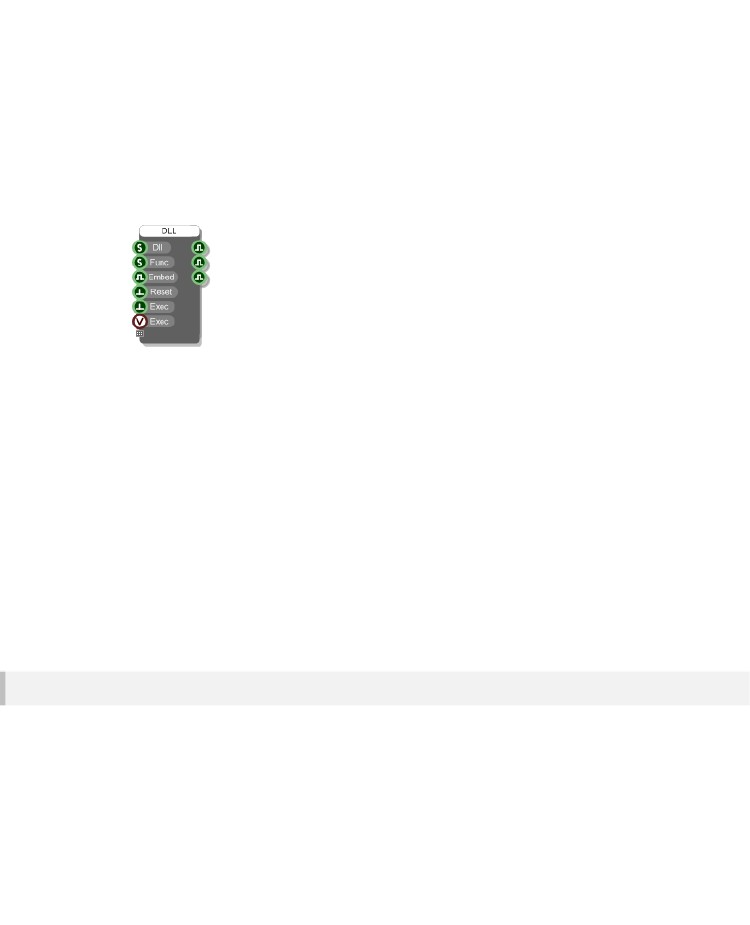 DLL
S Dll
S Func
Embed
Reset
Exec
V Exec